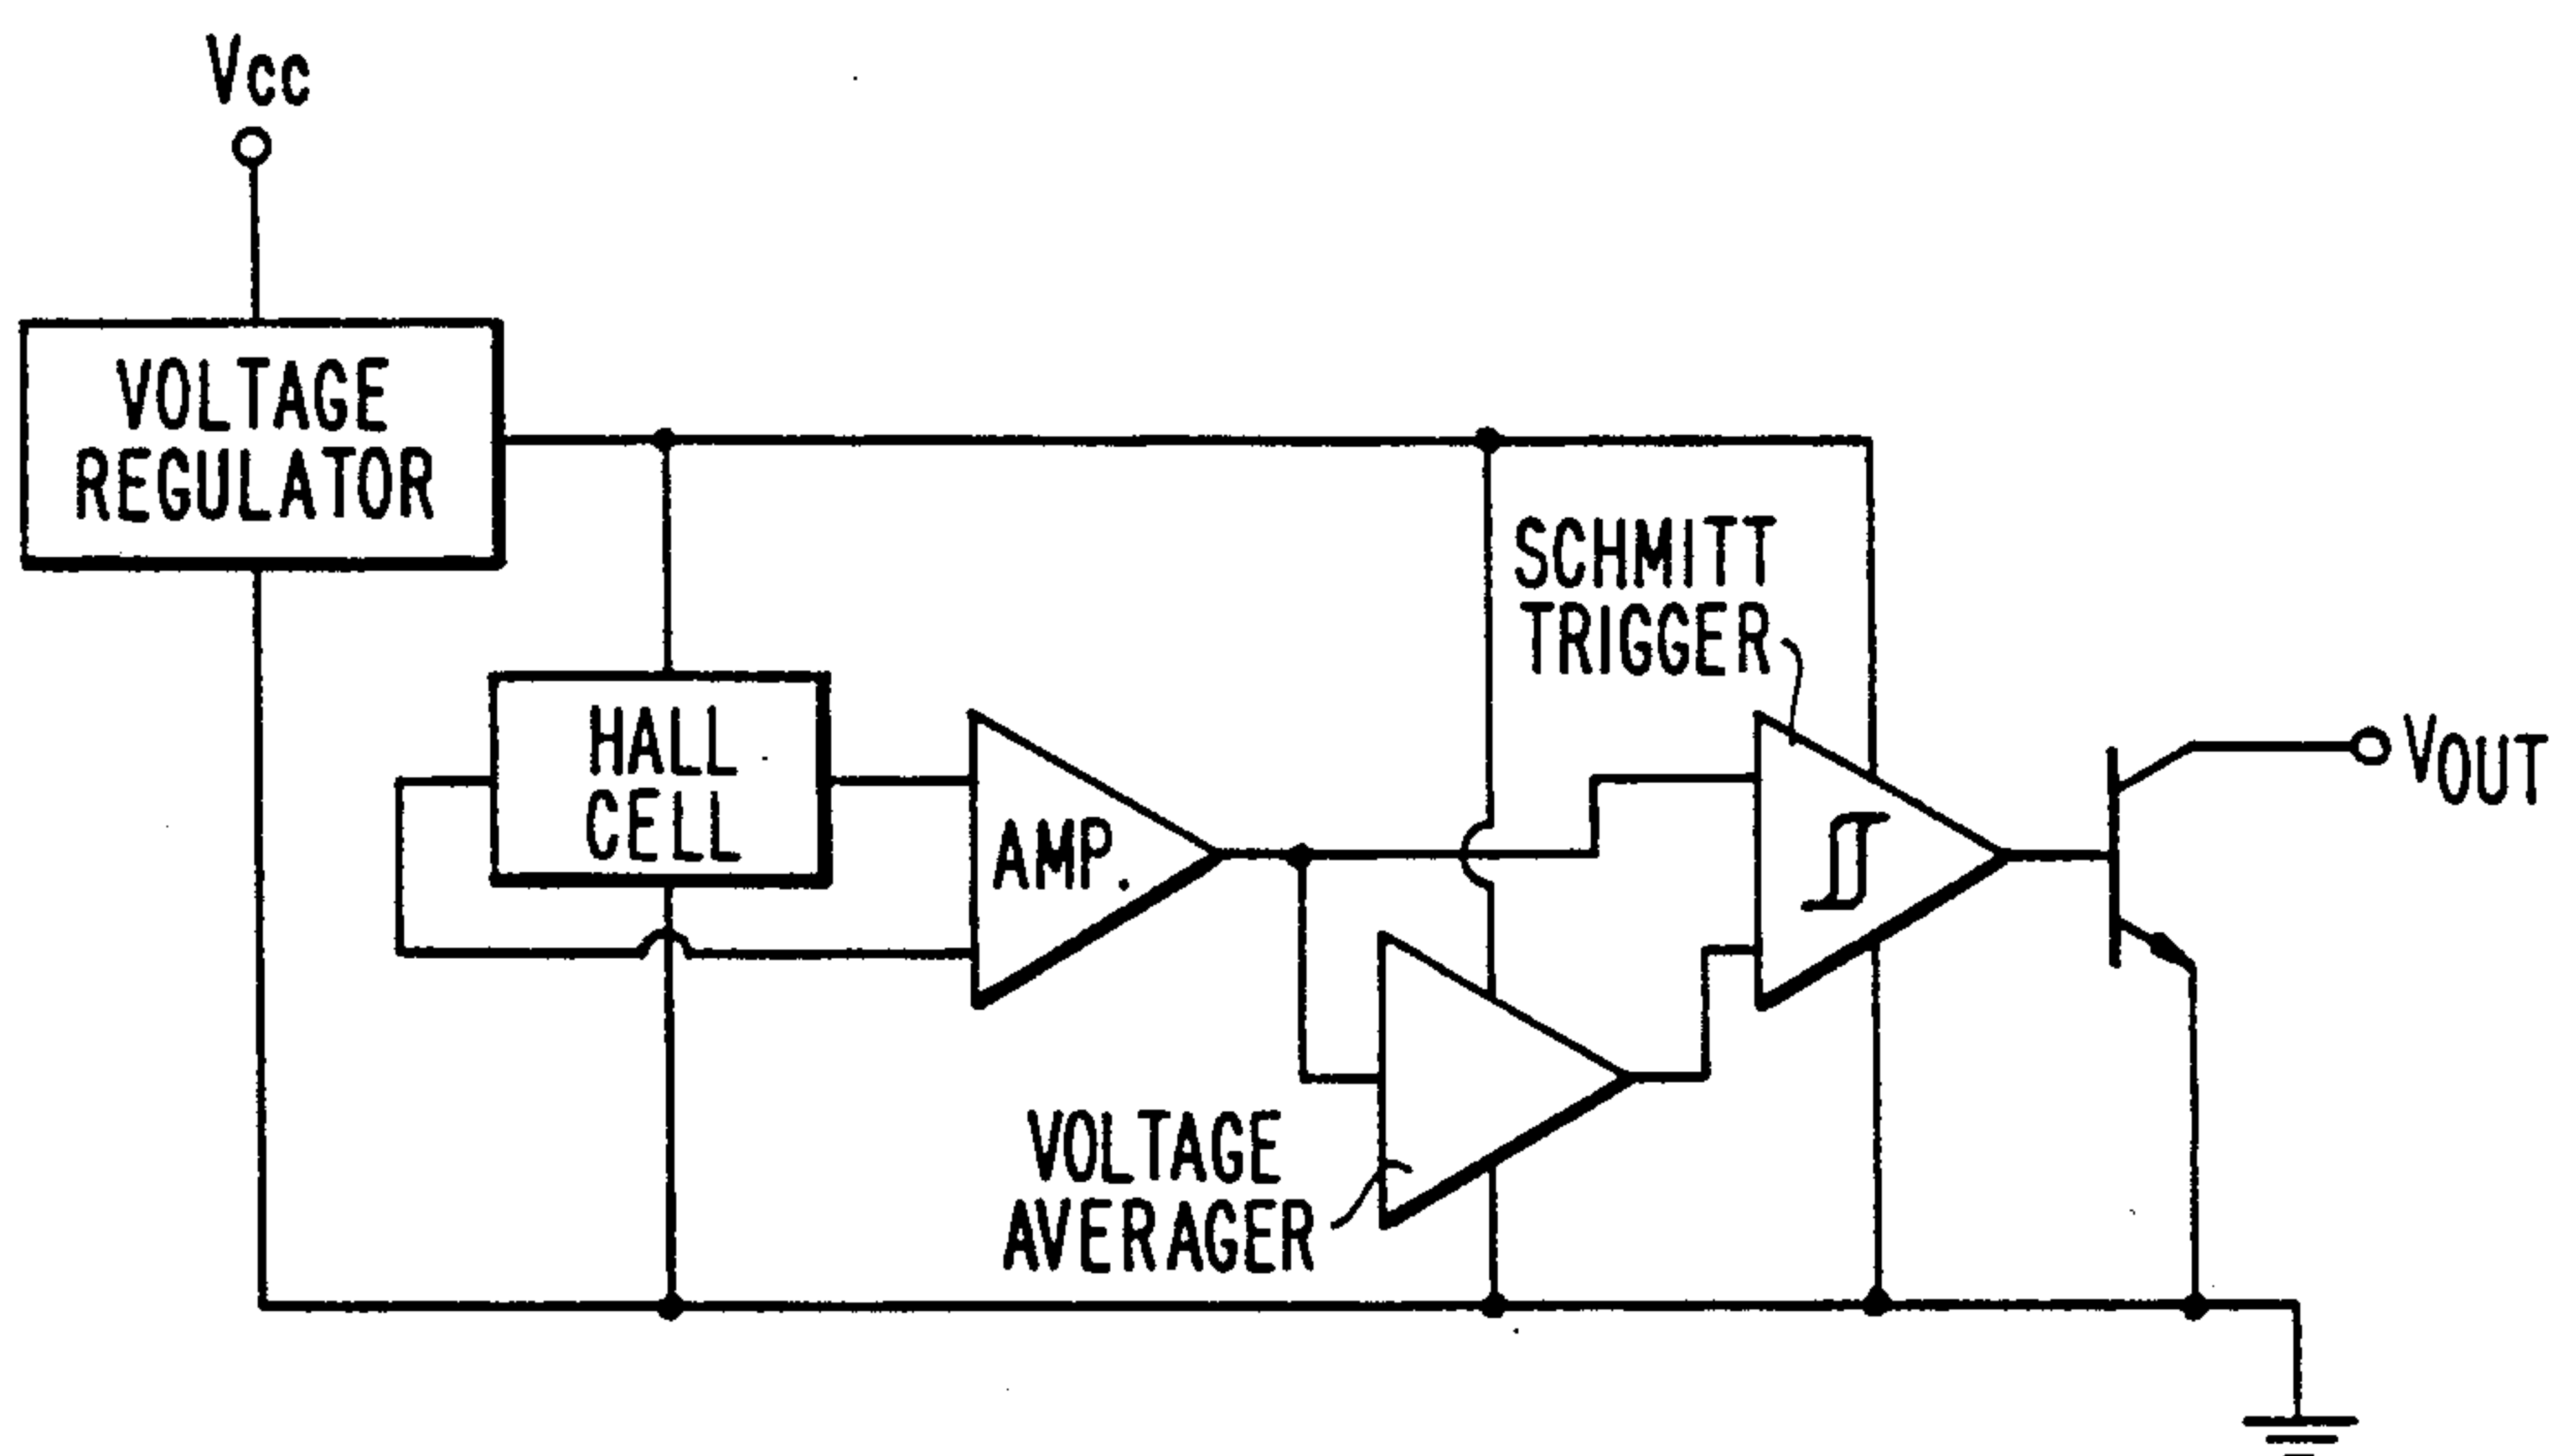 Vcc
VOLTAGE
REGULATOR
SCHMITT
TRIGGER
HALL
CELL
AMP.
VOUT
VOLTAGE
AVERAGER